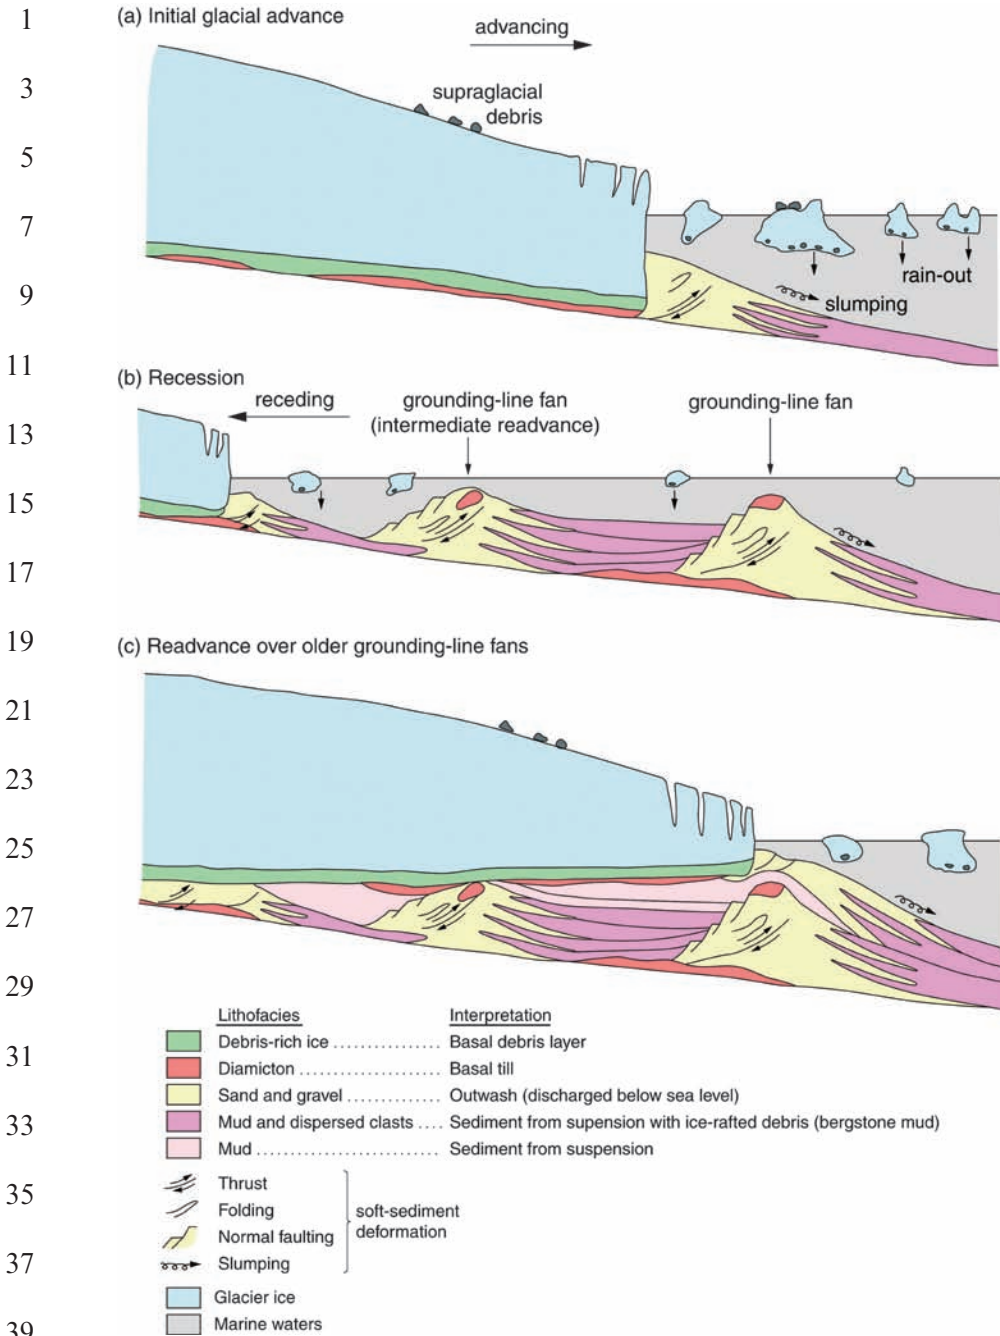 1
(a) Initial glacial advance
advancing
3
supraglacial
debris
5
7
rain-out
9
slumping
11
(b) Recession
receding
grounding-line fan
(intermediate readvance)
grounding-line fan
13
15
17
19
(c) Readvance over older grounding-line fans
21
23
25
27
29
Lithofacies Interpretation
31
Debris-rich ice .................. Basal debris layer
Diamicton ....................... Basal till
Sand and gravel ................. Outwash (discharged below sea level)
33
Mud and dispersed clasts .... Sediment from supension with ice-rafted debris (bergstone mud)
Mud ............................. Sediment from suspension
35
Thrust
Folding
soft-sediment
deformation
Normal faulting
37
Slumping
Glacier ice
39
Marine waters